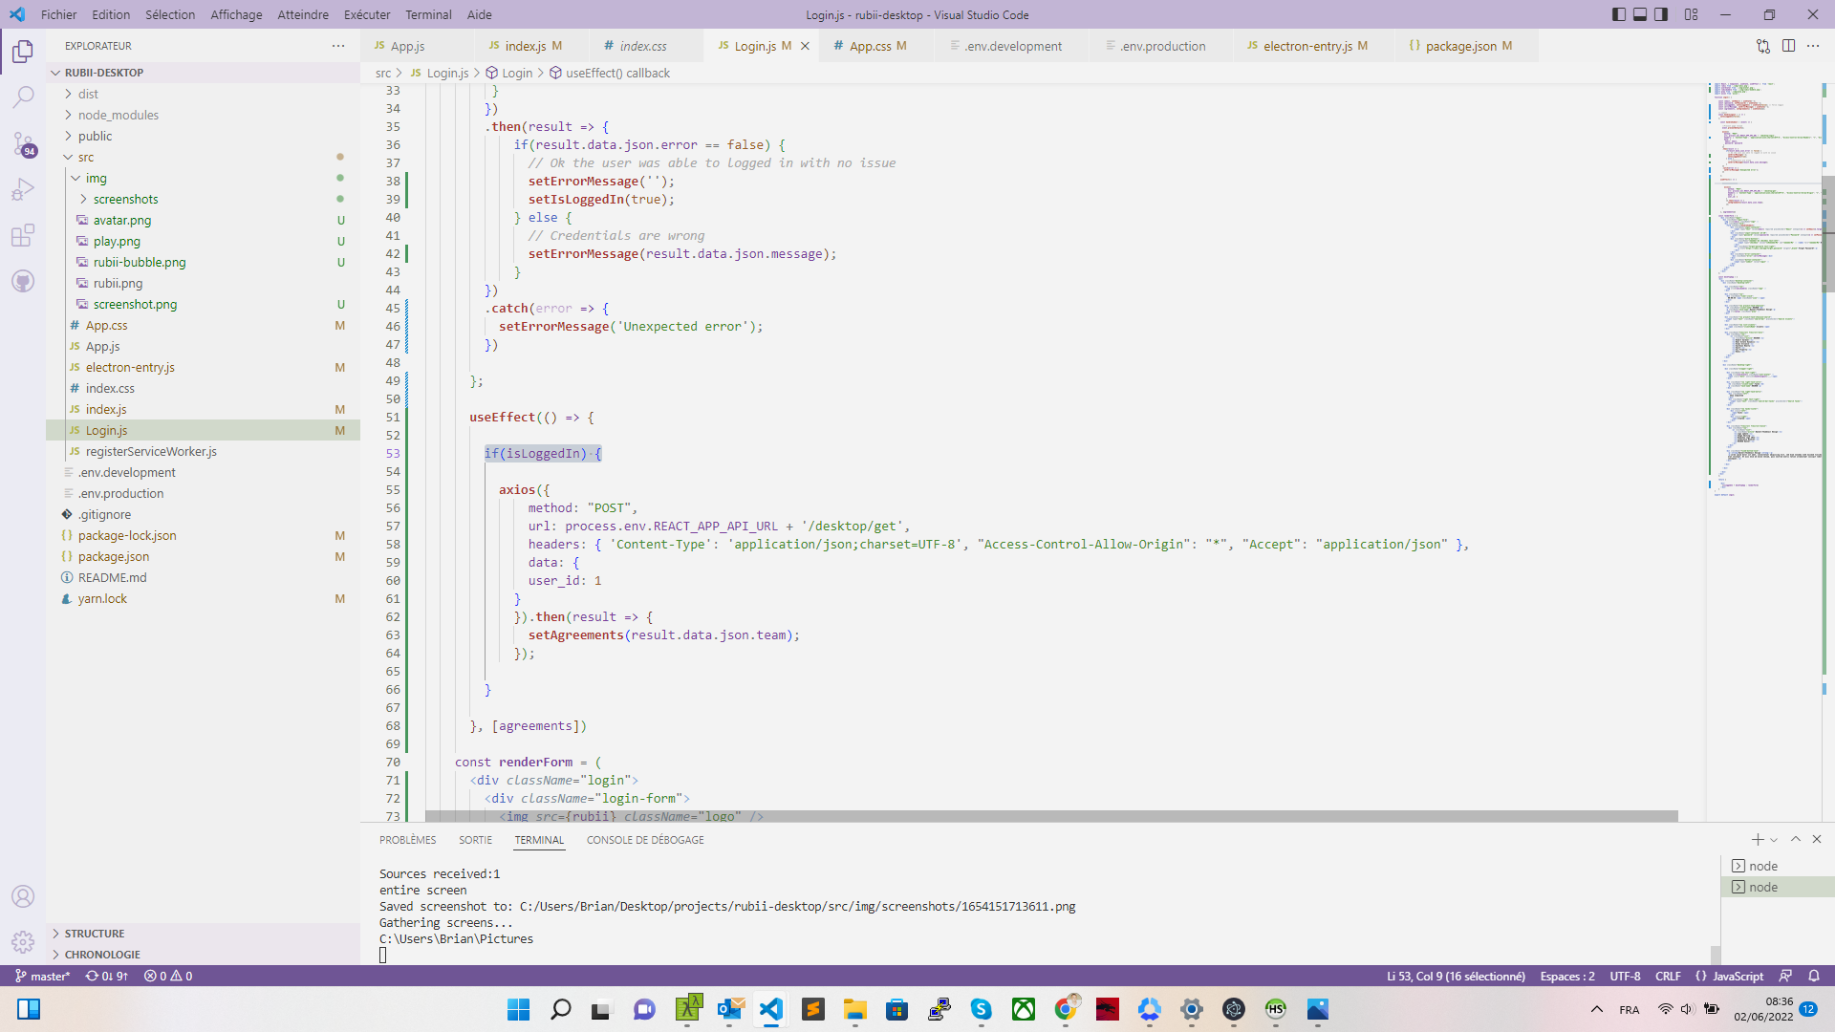 Fichier Edition Sélection Affichage Atteindre Exécuter Terminal Aide
Login.js - rubii-desktop - Visual Studio Code
EXPLORATEUR
JS App.js
JS index.js M
# index.css
JS Login.js M
# App.css M
.env.development
.env.production
JS electron-entry.js M
{} package.json M
src > JS Login.js > Login > useEffect() callback
RUBII-DESKTOP
dist
node_modules
public
src
img
screenshots
avatar.png U
play.png U
rubii-bubble.png U
rubii.png
screenshot.png U
# App.css M
JS App.js
JS electron-entry.js M
# index.css
JS index.js M
JS Login.js M
JS registerServiceWorker.js
.env.development
.env.production
.gitignore
{} package-lock.json M
{} package.json M
README.md
yarn.lock M
STRUCTURE
CHRONOLOGIE
94
33 }
34 })
35 .then(result => {
36 if(result.data.json.error == false) {
37 // Ok the user was able to logged in with no issue
38 setErrorMessage('');
39 setIsLoggedIn(true);
40 } else {
41 // Credentials are wrong
42 setErrorMessage(result.data.json.message);
43 }
44 })
45 .catch(error => {
46 setErrorMessage('Unexpected error');
47 })
48
49 };
50
51 useEffect(() => {
52
53 if(isLoggedIn) {
54
55 axios({
56 method: "POST",
57 url: process.env.REACT_APP_API_URL + '/desktop/get',
58 headers: { 'Content-Type': 'application/json;charset=UTF-8', "Access-Control-Allow-Origin": "*", "Accept": "application/json" },
59 data: {
60 user_id: 1
61 }
62 }).then(result => {
63 setAgreements(result.data.json.team);
64 });
65
66 }
67
68 }, [agreements])
69
70 const renderForm = (
71 <div className="login">
72 <div className="login-form">
73 <img src={rubii} className="logo" />
PROBLÈMES SORTIE TERMINAL CONSOLE DE DÉBOGAGE
Sources received:1
entire screen
Saved screenshot to: C:/Users/Brian/Desktop/projects/rubii-desktop/src/img/screenshots/1654151713611.png
Gathering screens...
C:\Users\Brian\Pictures
node
node
master* 0↓ 9↑ 0 0
Li 53, Col 9 (16 sélectionné) Espaces : 2 UTF-8 CRLF {} JavaScript
HS
FRA
08:36
02/06/2022
12